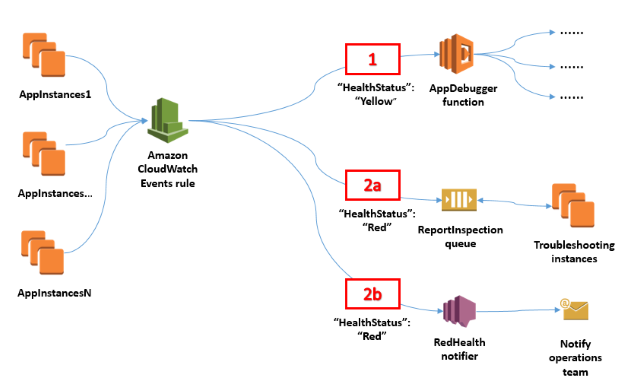 AppInstances1
AppInstances...
AppInstancesN
Amazon
CloudWatch
Events rule
1
“HealthStatus”:
“Yellow”
AppDebugger
function
......
......
......
2a
“HealthStatus”:
“Red”
ReportInspection
queue
Troubleshooting
instances
2b
“HealthStatus”:
“Red”
RedHealth
notifier
@
Notify
operations
team